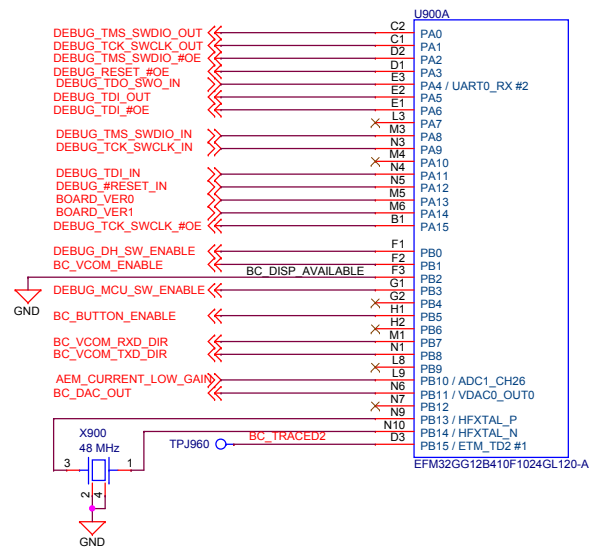 U900A
DEBUG_TMS_SWDIO_OUT C2 PA0
DEBUG_TCK_SWCLK_OUT C1 PA1
DEBUG_TMS_SWDIO_#OE D2 PA2
DEBUG_RESET_#OE D1 PA3
DEBUG_TDO_SWO_IN E3 PA4 / UART0_RX #2
DEBUG_TDI_OUT E2 PA5
DEBUG_TDI_#OE E1 PA6
L3 PA7
DEBUG_TMS_SWDIO_IN M3 PA8
DEBUG_TCK_SWCLK_IN N3 PA9
M4 PA10
DEBUG_TDI_IN N4 PA11
DEBUG_#RESET_IN N5 PA12
BOARD_VER0 M5 PA13
BOARD_VER1 M6 PA14
DEBUG_TCK_SWCLK_#OE B1 PA15
DEBUG_DH_SW_ENABLE F1 PB0
BC_VCOM_ENABLE F2 PB1
BC_DISP_AVAILABLE F3 PB2
DEBUG_MCU_SW_ENABLE G1 PB3
GND G2 PB4
BC_BUTTON_ENABLE H1 PB5
H2 PB6
BC_VCOM_RXD_DIR M1 PB7
BC_VCOM_TXD_DIR N1 PB8
L8 PB9
AEM_CURRENT_LOW_GAIN L9 PB10 / ADC1_CH26
BC_DAC_OUT N6 PB11 / VDAC0_OUT0
N7 PB12
N9 PB13 / HFXTAL_P
X900 N10 PB14 / HFXTAL_N
48 MHz TPJ960 BC_TRACED2 D3 PB15 / ETM_TD2 #1
EFM32GG12B410F1024GL120-A
3 1
2 4
GND